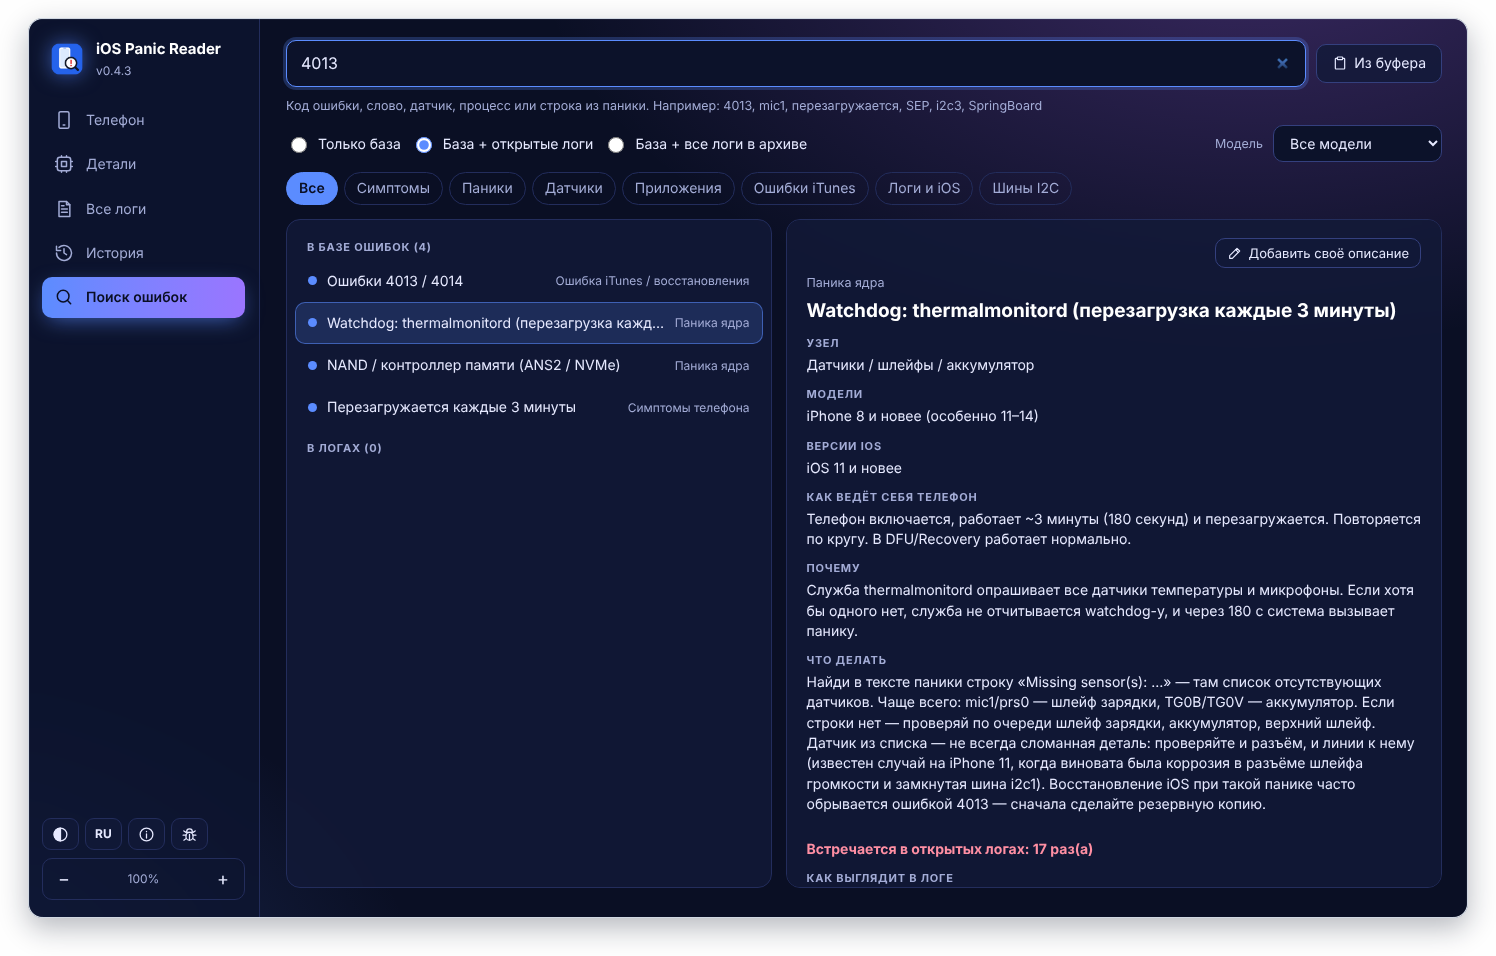 iOS Panic Reader
v0.4.3
Телефон
Детали
Все логи
История
Поиск ошибок
RU
− 100% +
4013
Из буфера
Код ошибки, слово, датчик, процесс или строка из паники. Например: 4013, mic1, перезагружается, SEP, i2c3, SpringBoard
Только база База + открытые логи База + все логи в архиве
Модель Все модели
Все Симптомы Паники Датчики Приложения Ошибки iTunes Логи и iOS Шины I2C
В БАЗЕ ОШИБОК (4)
Ошибки 4013 / 4014 Ошибка iTunes / восстановления
Watchdog: thermalmonitord (перезагрузка кажд... Паника ядра
NAND / контроллер памяти (ANS2 / NVMe) Паника ядра
Перезагружается каждые 3 минуты Симптомы телефона
В ЛОГАХ (0)
Добавить своё описание
Паника ядра
Watchdog: thermalmonitord (перезагрузка каждые 3 минуты)
УЗЕЛ
Датчики / шлейфы / аккумулятор
МОДЕЛИ
iPhone 8 и новее (особенно 11–14)
ВЕРСИИ IOS
iOS 11 и новее
КАК ВЕДЁТ СЕБЯ ТЕЛЕФОН
Телефон включается, работает ~3 минуты (180 секунд) и перезагружается. Повторяется
по кругу. В DFU/Recovery работает нормально.
ПОЧЕМУ
Служба thermalmonitord опрашивает все датчики температуры и микрофоны. Если хотя
бы одного нет, служба не отчитывается watchdog-у, и через 180 с система вызывает
панику.
ЧТО ДЕЛАТЬ
Найди в тексте паники строку «Missing sensor(s): ...» — там список отсутствующих
датчиков. Чаще всего: mic1/prs0 — шлейф зарядки, TG0B/TG0V — аккумулятор. Если
строки нет — проверяй по очереди шлейф зарядки, аккумулятор, верхний шлейф.
Датчик из списка — не всегда сломанная деталь: проверяйте и разъём, и линии к нему
(известен случай на iPhone 11, когда виновата была коррозия в разъёме шлейфа
громкости и замкнутая шина i2c1). Восстановление iOS при такой панике часто
обрывается ошибкой 4013 — сначала сделайте резервную копию.
Встречается в открытых логах: 17 раз(а)
КАК ВЫГЛЯДИТ В ЛОГЕ